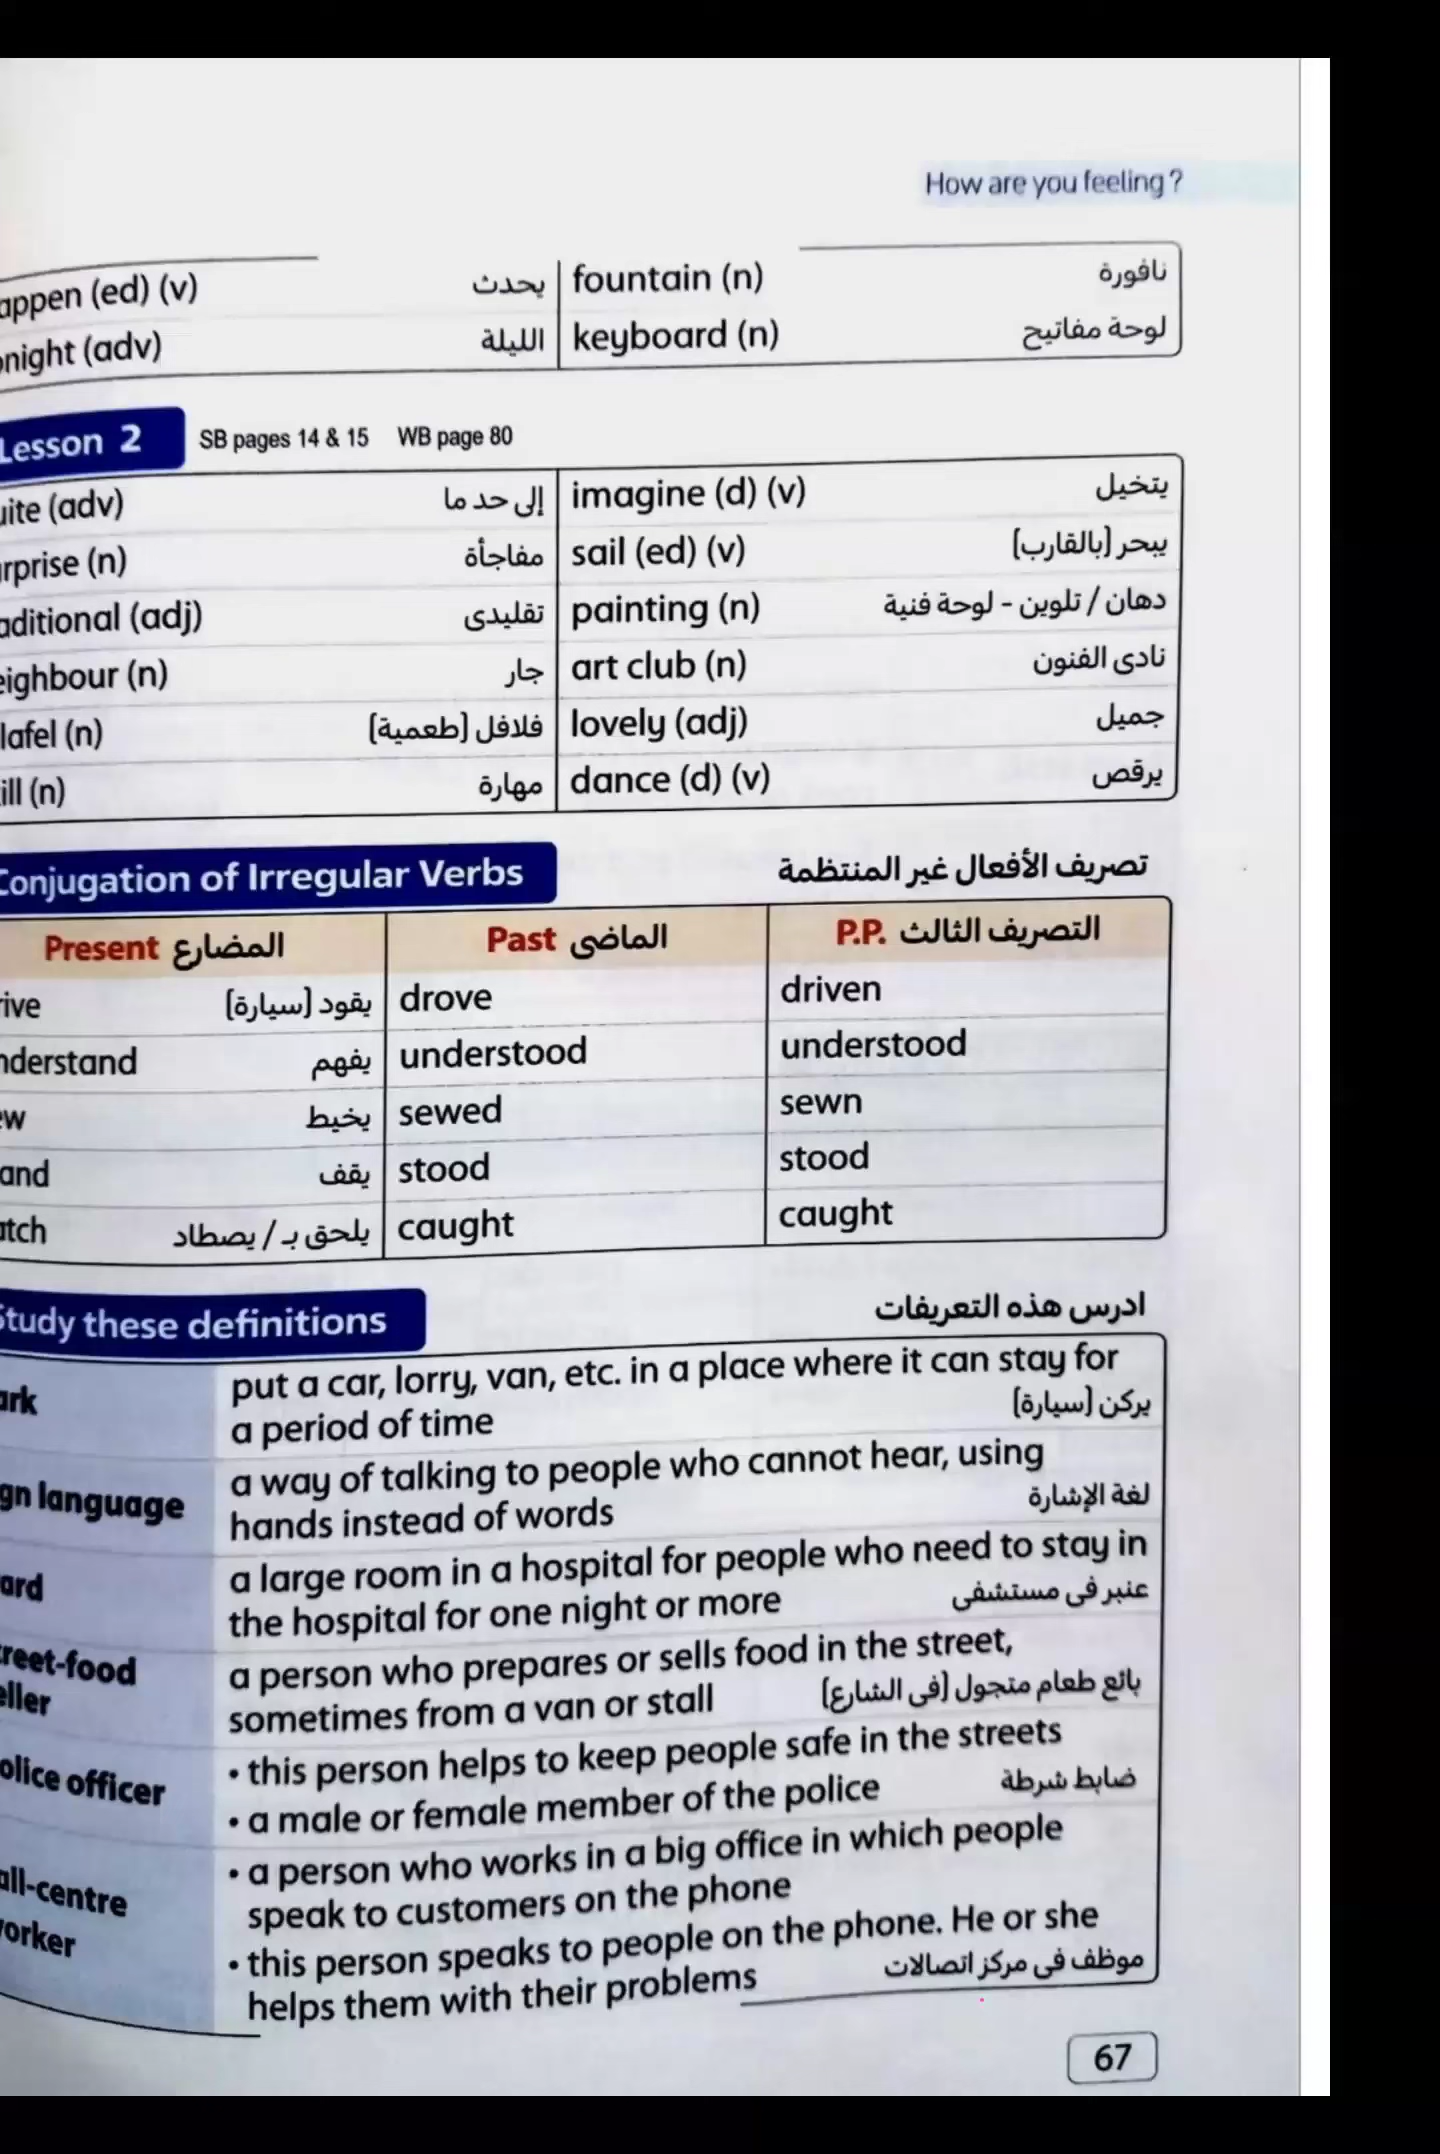 How are you feeling?
appen (ed) (v) يحدث fountain (n) نافورة
onight (adv) الليلة keyboard (n) لوحة مفاتيح
Lesson 2 SB pages 14 & 15 WB page 80
uite (adv) إلى حد ما imagine (d) (v) يتخيل
rprise (n) مفاجأة sail (ed) (v) يبحر (بالقارب)
aditional (adj) تقليدى painting (n) دهان / تلوين - لوحة فنية
eighbour (n) جار art club (n) نادى الفنون
lafel (n) فلافل (طعمية) lovely (adj) جميل
ill (n) مهارة dance (d) (v) يرقص
Conjugation of Irregular Verbs تصريف الأفعال غير المنتظمة
Present المضارع Past الماضى P.P. التصريف الثالث
rive يقود (سيارة) drove driven
nderstand يفهم understood understood
ew يخيط sewed sewn
and يقف stood stood
atch يلحق بـ / يصطاد caught caught
Study these definitions ادرس هذه التعريفات
ark put a car, lorry, van, etc. in a place where it can stay for
a period of time يركن (سيارة)
gn language a way of talking to people who cannot hear, using
hands instead of words لغة الإشارة
ard a large room in a hospital for people who need to stay in
the hospital for one night or more عنبر فى مستشفى
treet-food a person who prepares or sells food in the street,
eller sometimes from a van or stall بائع طعام متجول (فى الشارع)
olice officer • this person helps to keep people safe in the streets
• a male or female member of the police ضابط شرطة
all-centre • a person who works in a big office in which people
worker speak to customers on the phone
• this person speaks to people on the phone. He or she
helps them with their problems موظف فى مركز اتصالات
67